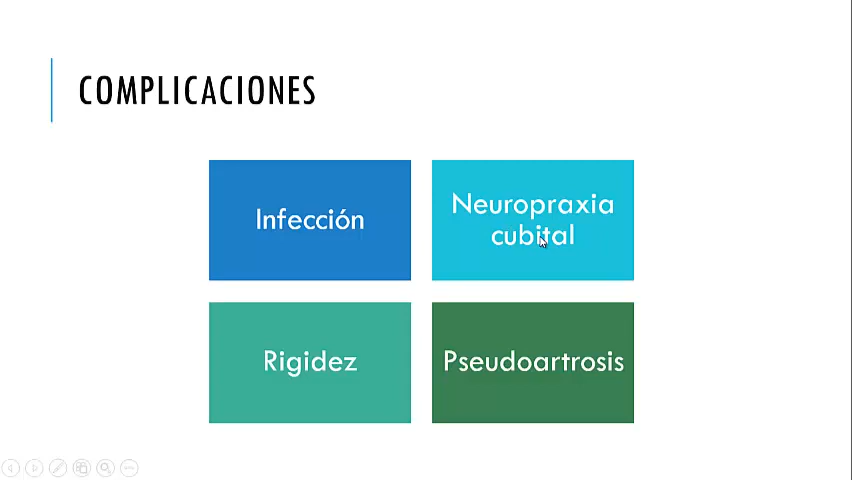 COMPLICACIONES
Infección
Neuropraxia
cubital
Rigidez
Pseudoartrosis